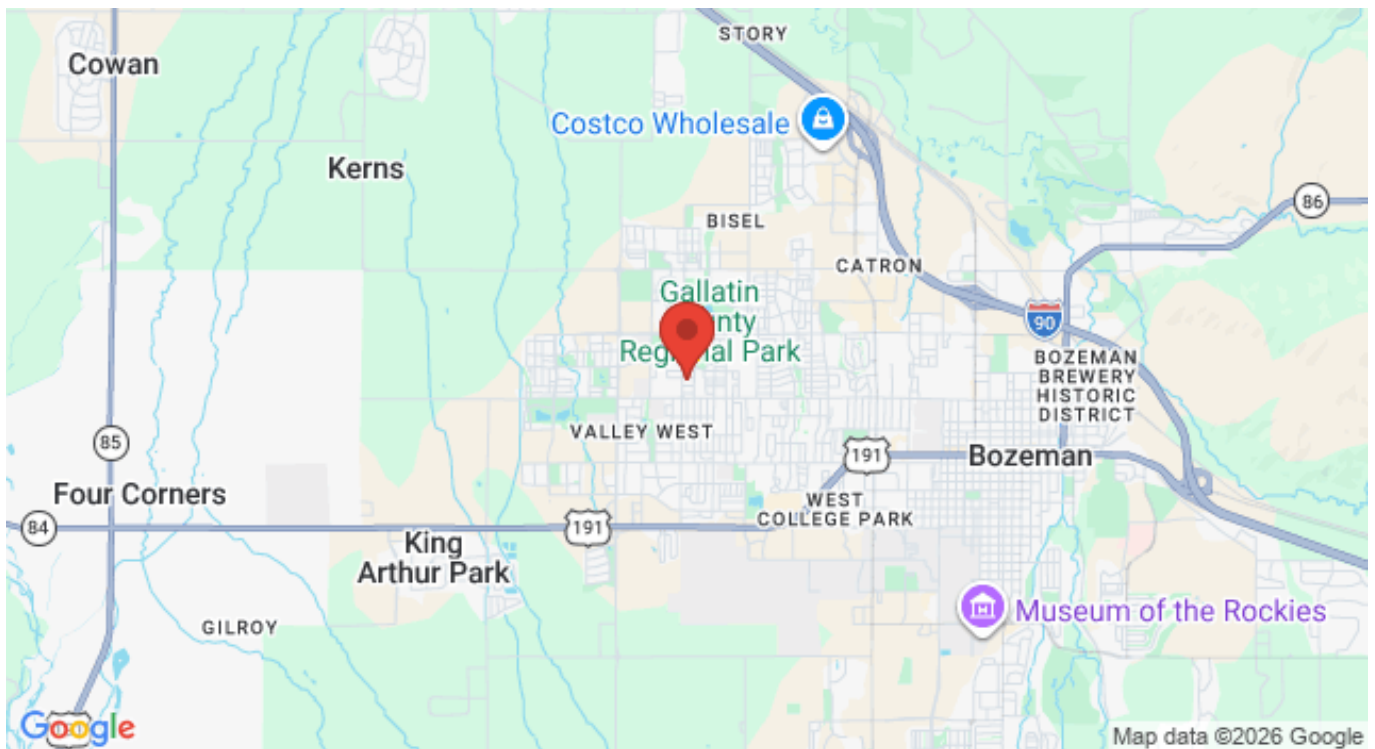 STORY
Cowan
Costco Wholesale
Kerns
86
BISEL
CATRON
Gallatin
Regional Park
90
BOZEMAN
BREWERY
HISTORIC
DISTRICT
VALLEY WEST
85
191
Bozeman
Four Corners
WEST
COLLEGE PARK
84
191
King
Arthur Park
Museum of the Rockies
GILROY
Google
Map data ©2026 Google